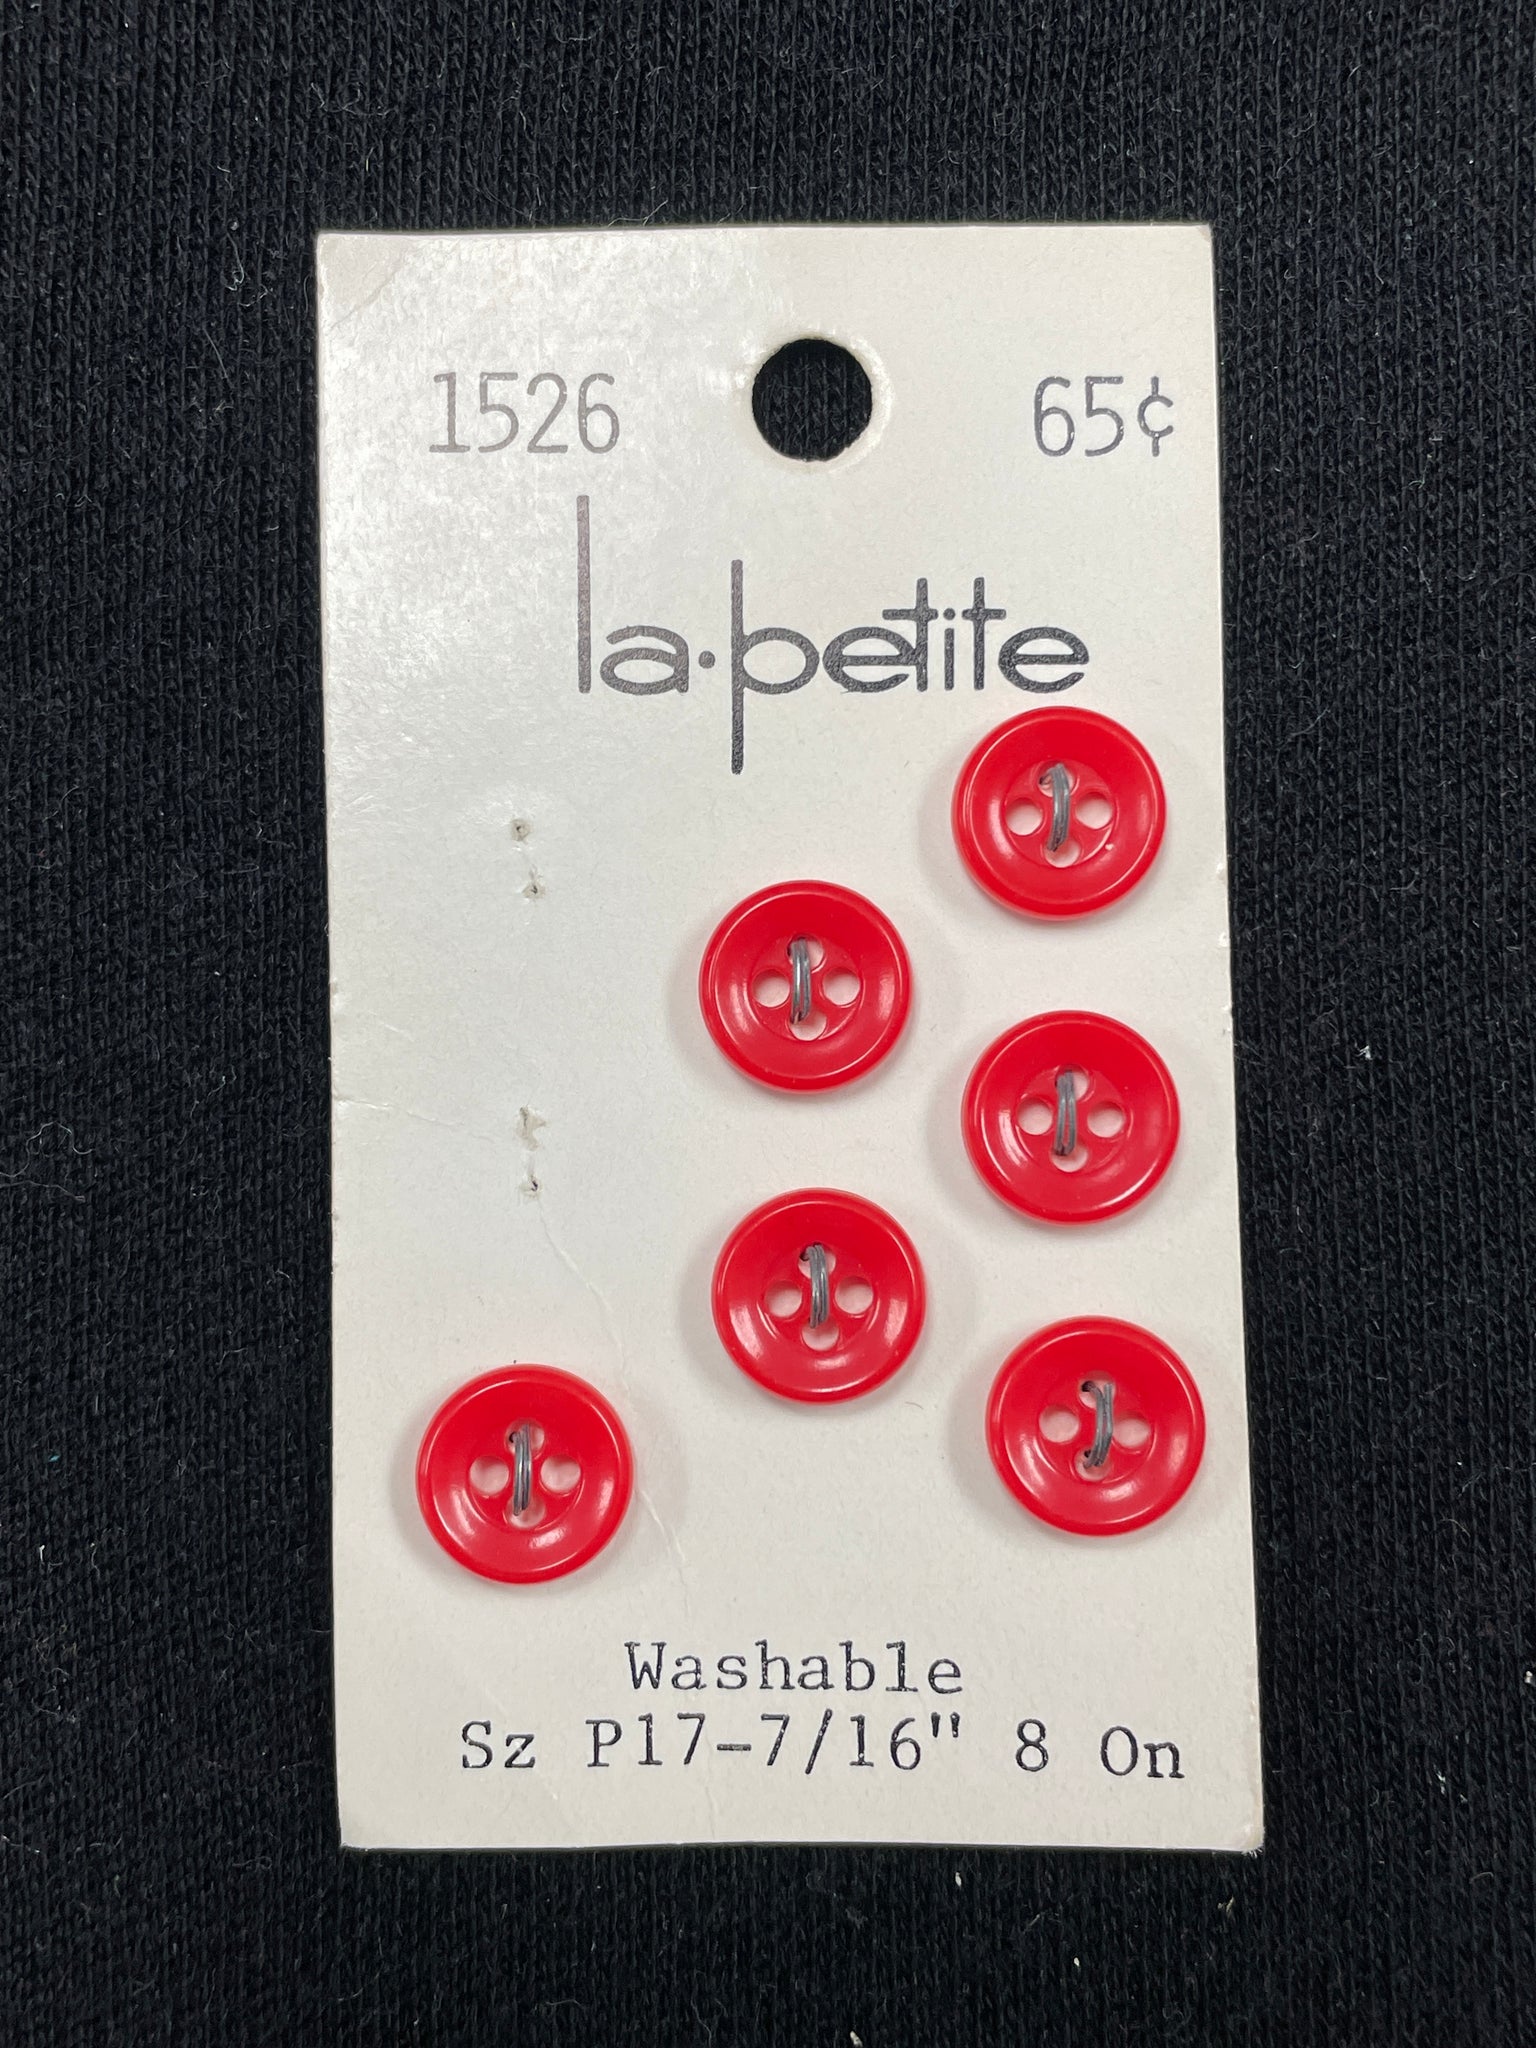 1526 65¢
la·petite
Washable
Sz P17-7/16" 8 On